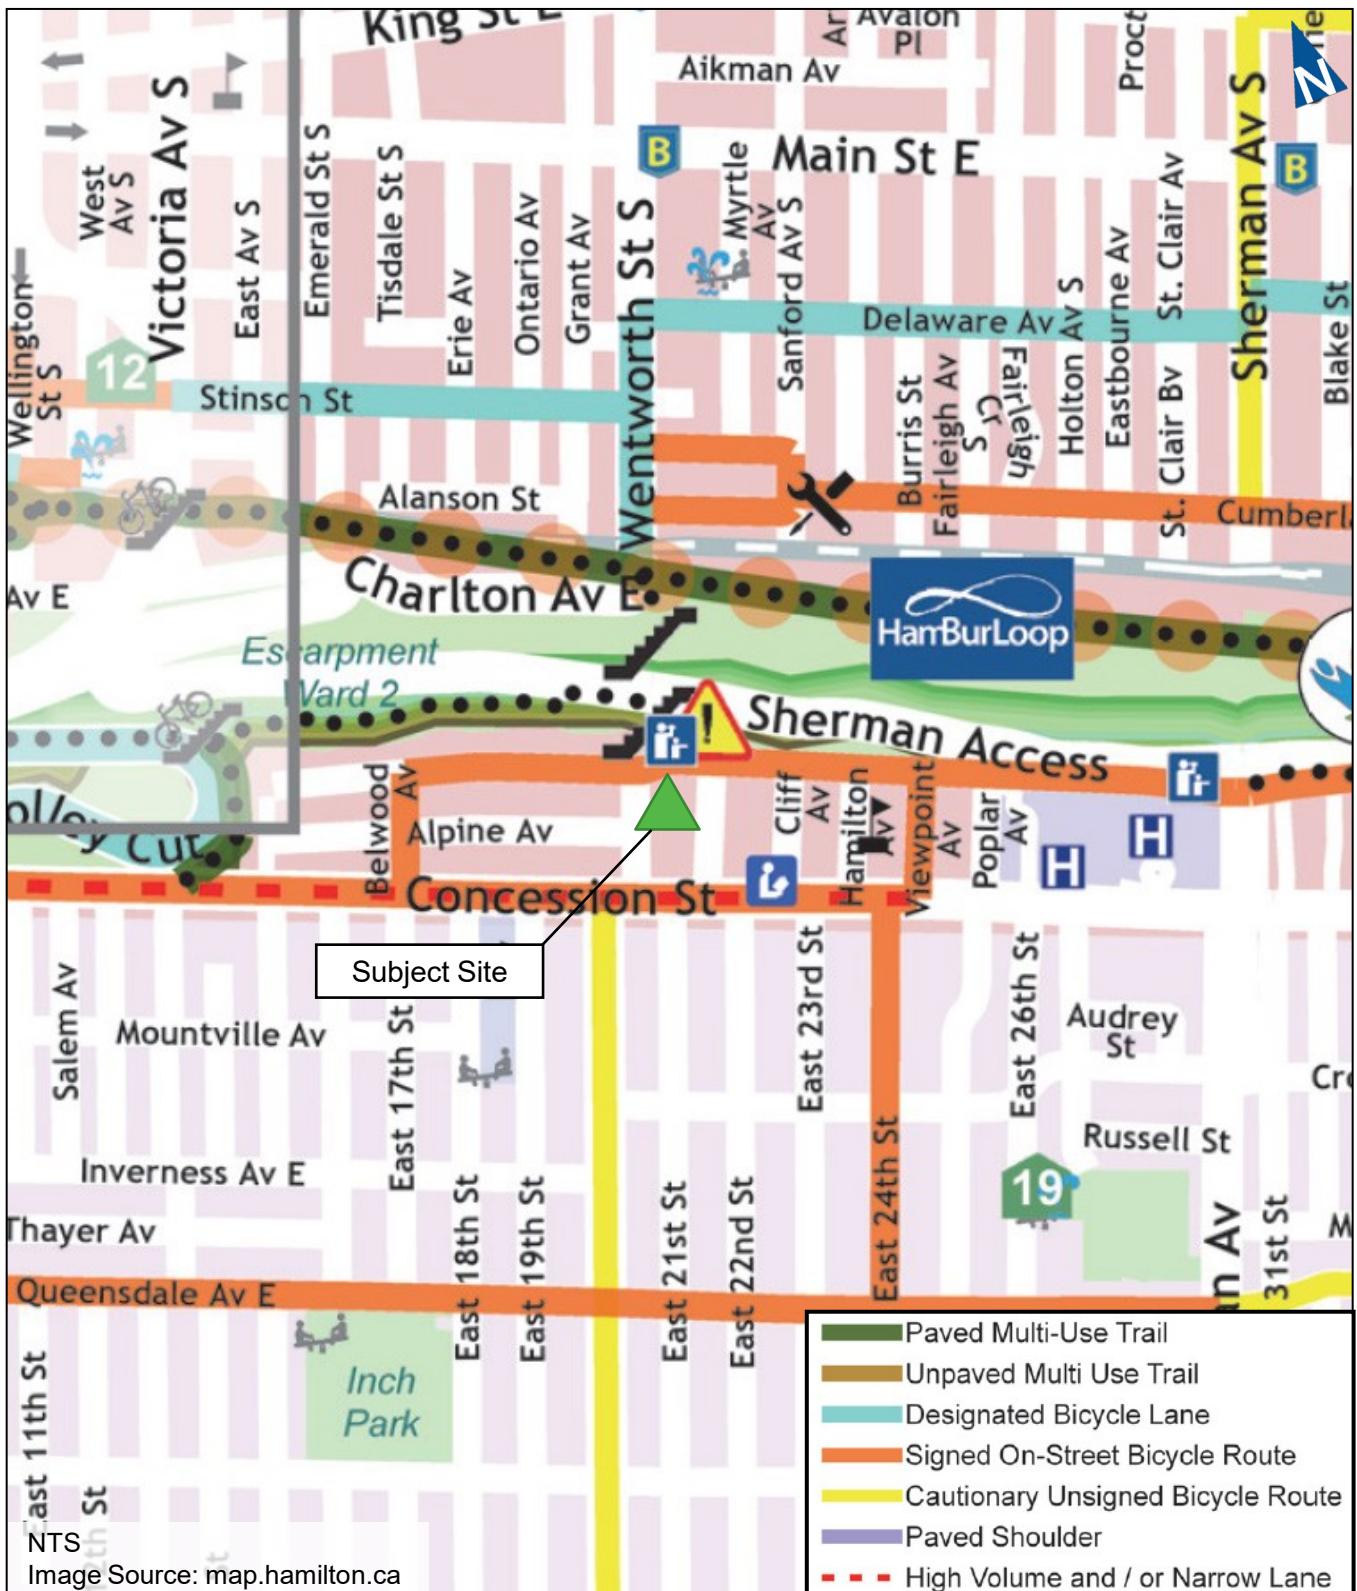 King St E
Avalon
Pl
Aikman Av
N
West
Av S
Victoria Av S
East Av S
Emerald St S
Tisdale St S
Erie Av
Ontario Av
Grant Av
Wentworth St S
B
Myrtle
Av
Main St E
Sanford Av S
St. Clair Av
Sherman Av S
B
Delaware Av
Holton Av S
Eastbourne Av
Blake St
Wellington
St S
12
Stinson St
Burris St
Fairleigh Av
S
Fairleigh
Cr
St. Clair Bv
Alanson St
Cumberl
Charlton Av E
Av E
HamBurLoop
Escarpment
Ward 2
Sherman Access
!
Belwood
Av
Alpine Av
Cliff
Av
Hamilton
Av
Viewpoint
Av
Poplar
Av
H
H
olley Cut
Concession St
Subject Site
Salem Av
Mountville Av
East 17th St
East 23rd St
East 26th St
Audrey
St
Russell St
Inverness Av E
Thayer Av
East 18th St
East 19th St
East 21st St
East 22nd St
East 24th St
19
31st St
Queensdale Av E
Inch
Park
East 11th St
12th St
NTS
Image Source: map.hamilton.ca
Paved Multi-Use Trail
Unpaved Multi Use Trail
Designated Bicycle Lane
Signed On-Street Bicycle Route
Cautionary Unsigned Bicycle Route
Paved Shoulder
High Volume and / or Narrow Lane